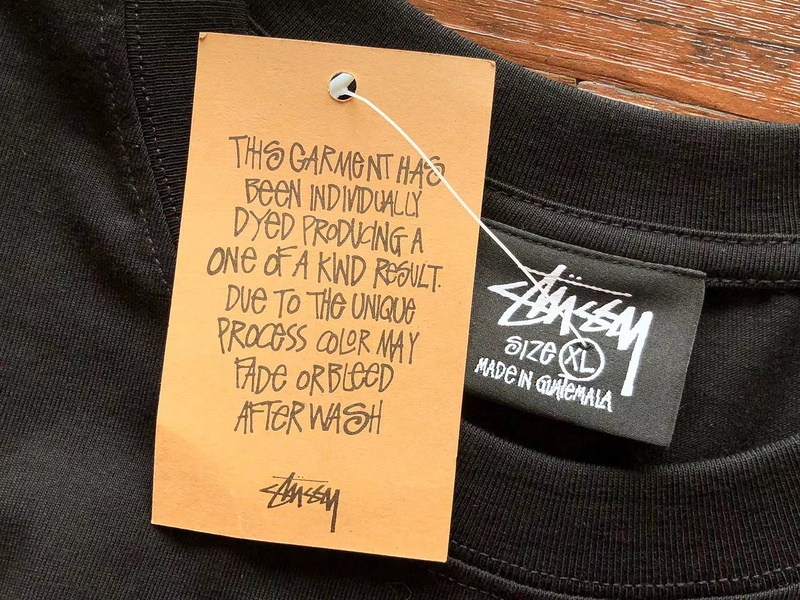 THIS GARMENT HAS
BEEN INDIVIDUALLY
DYED PRODUCING A
ONE OF A KIND RESULT.
DUE TO THE UNIQUE
PROCESS COLOR MAY
FADE OR BLEED
AFTER WASH
STÜSSY
STÜSSY
SIZE XL
MADE IN GUATEMALA